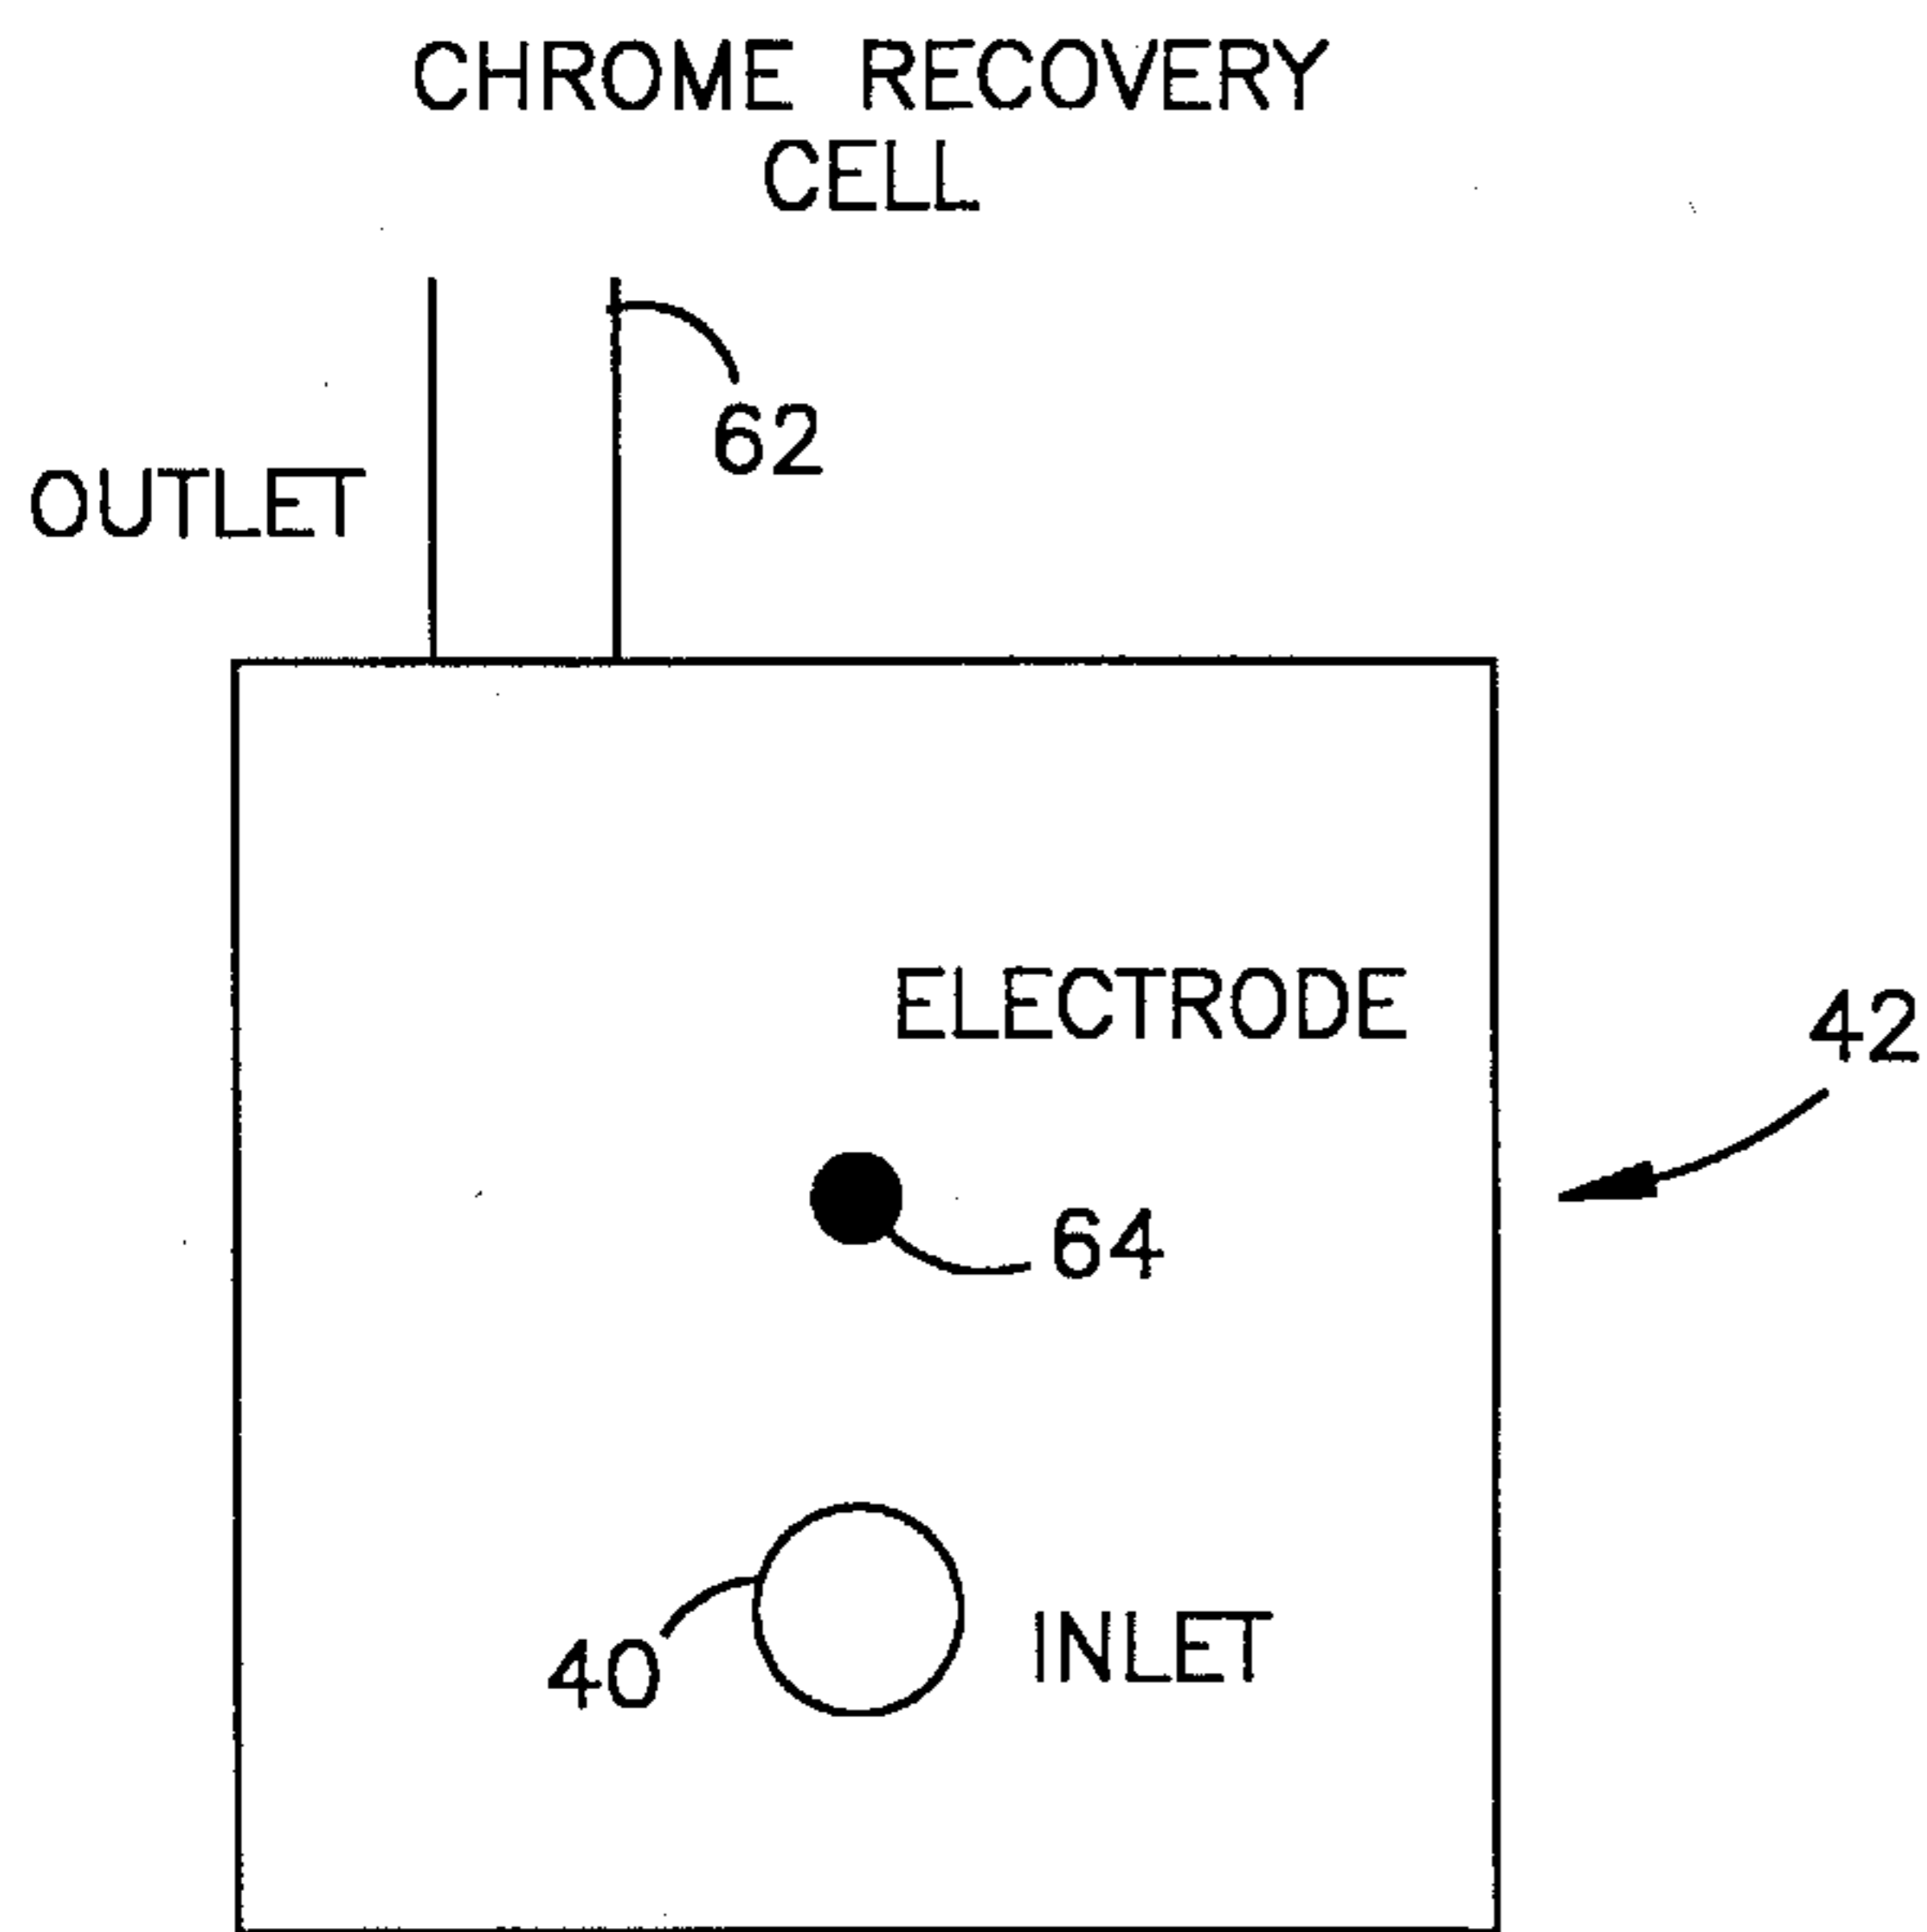 CHROME RECOVERY
CELL
62
OUTLET
ELECTRODE
42
64
40
INLET